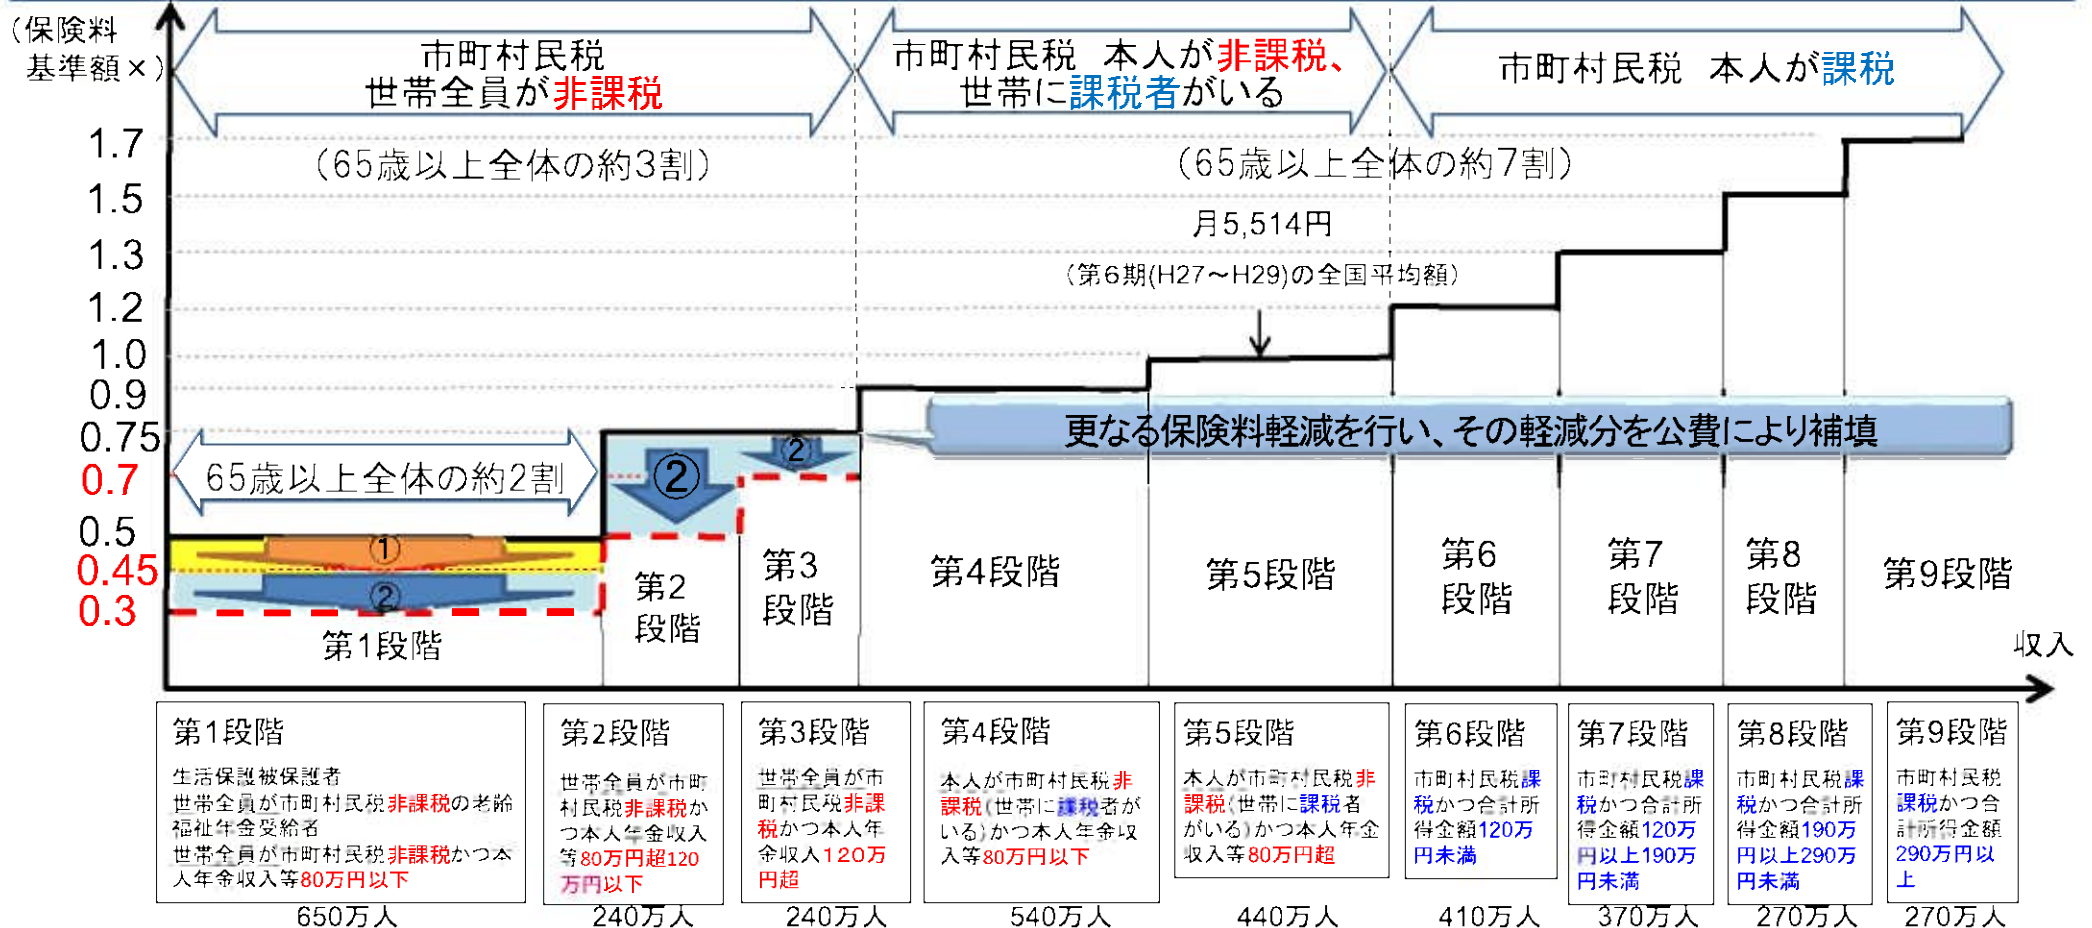 (保険料
基準額×)
市町村民税
世帯全員が非課税
市町村民税 本人が非課税、
世帯に課税者がいる
市町村民税 本人が課税
(65歳以上全体の約3割)
(65歳以上全体の約7割)
1.7
1.5
1.3
1.2
1.0
0.9
0.75
0.7
0.5
0.45
0.3
月5,514円
(第6期(H27~H29)の全国平均額)
更なる保険料軽減を行い、その軽減分を公費により補填
65歳以上全体の約2割
①
②
②
②
第1段階
第2
段階
第3
段階
第4段階
第5段階
第6
段階
第7
段階
第8
段階
第9段階
収入
第1段階
生活保護被保護者
世帯全員が市町村民税非課税の老齢
福祉年金受給者
世帯全員が市町村民税非課税かつ本
人年金収入等80万円以下
650万人
第2段階
世帯全員が市町
村民税非課税か
つ本人年金収入
等80万円超120
万円以下
240万人
第3段階
世帯全員が市
町村民税非課
税かつ本人年
金収入120万
円超
240万人
第4段階
本人が市町村民税非
課税(世帯に課税者が
いる)かつ本人年金収
入等80万円以下
540万人
第5段階
本人が市町村民税非
課税(世帯に課税者
がいる)かつ本人年金
収入等80万円超
440万人
第6段階
市町村民税課
税かつ合計所
得金額120万
円未満
410万人
第7段階
市町村民税課
税かつ合計所
得金額120万
円以上190万
円未満
370万人
第8段階
市町村民税課
税かつ合計所
得金額190万
円以上290万
円未満
270万人
第9段階
市町村民税
課税かつ合
計所得金額
290万円以
上
270万人